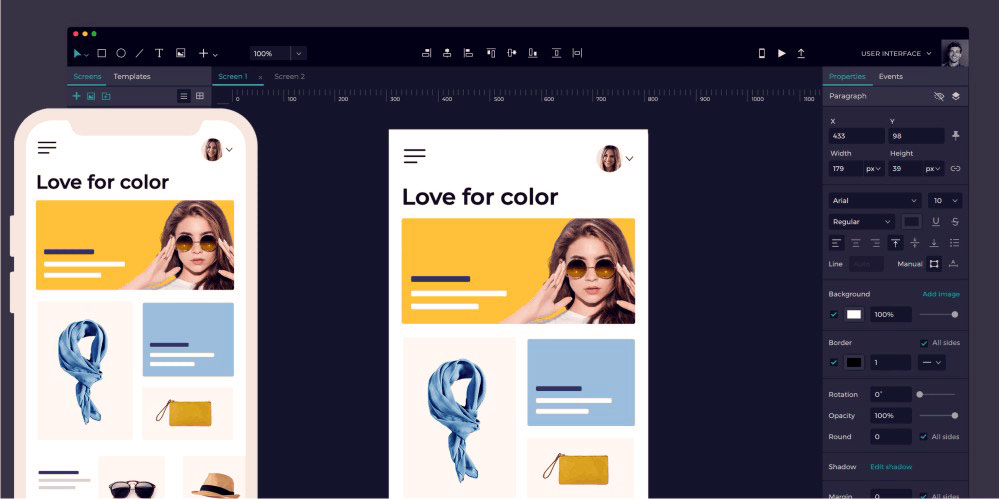 T
100%
USER INTERFACE
Screens
Templates
Screen 1
Screen 2
0 100 200 300 400 500 600 700 800 900 1000 1100
Love for color
Love for color
Properties
Events
Paragraph
X
Y
433
98
Width
Height
179
px
39
px
Arial
10
Regular
U
S
Line
Auto
Manual
Background
Add Image
100%
Border
All sides
1
Rotation
0°
Opacity
100%
Round
0
All sides
Shadow
Edit shadow
Margin
All sides